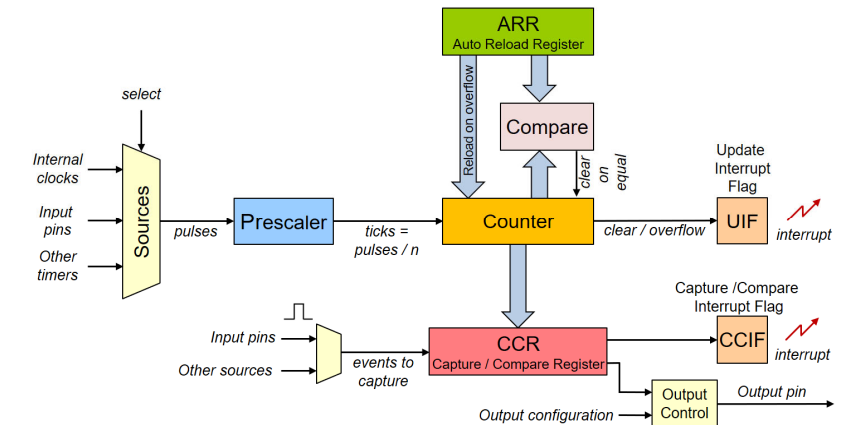 ARR
Auto Reload Register
select
Reload on overflow
Compare
clear
on
equal
Update
Interrupt
Flag
Internal
clocks
Input
pins
Other
timers
Sources
pulses
Prescaler
ticks =
pulses / n
Counter
clear / overflow
UIF
interrupt
Capture /Compare
Interrupt Flag
Input pins
Other sources
events to
capture
CCR
Capture / Compare Register
CCIF
interrupt
Output configuration
Output
Control
Output pin